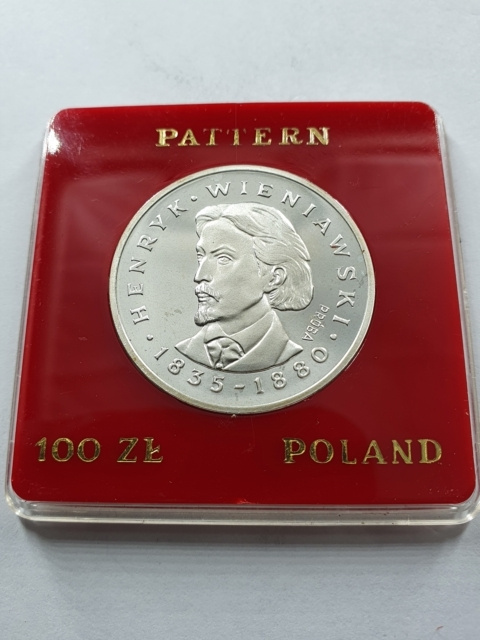 PATTERN
HENRYK · WIENIAWSKI ·
PRÓBA
· 1835-1880
100 ZŁ POLAND